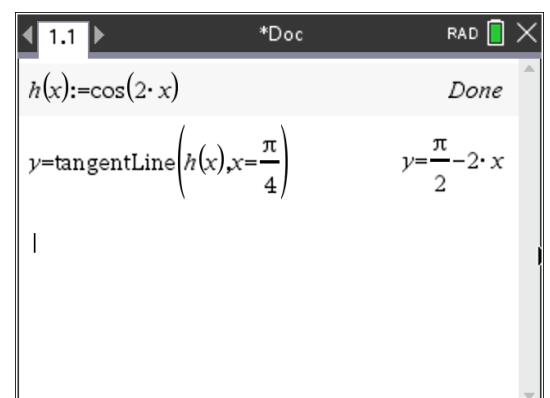 1.1 *Doc RAD
h(x):=cos(2· x) Done
y=tangentLine(h(x),x=π/4) y=π/2−2· x